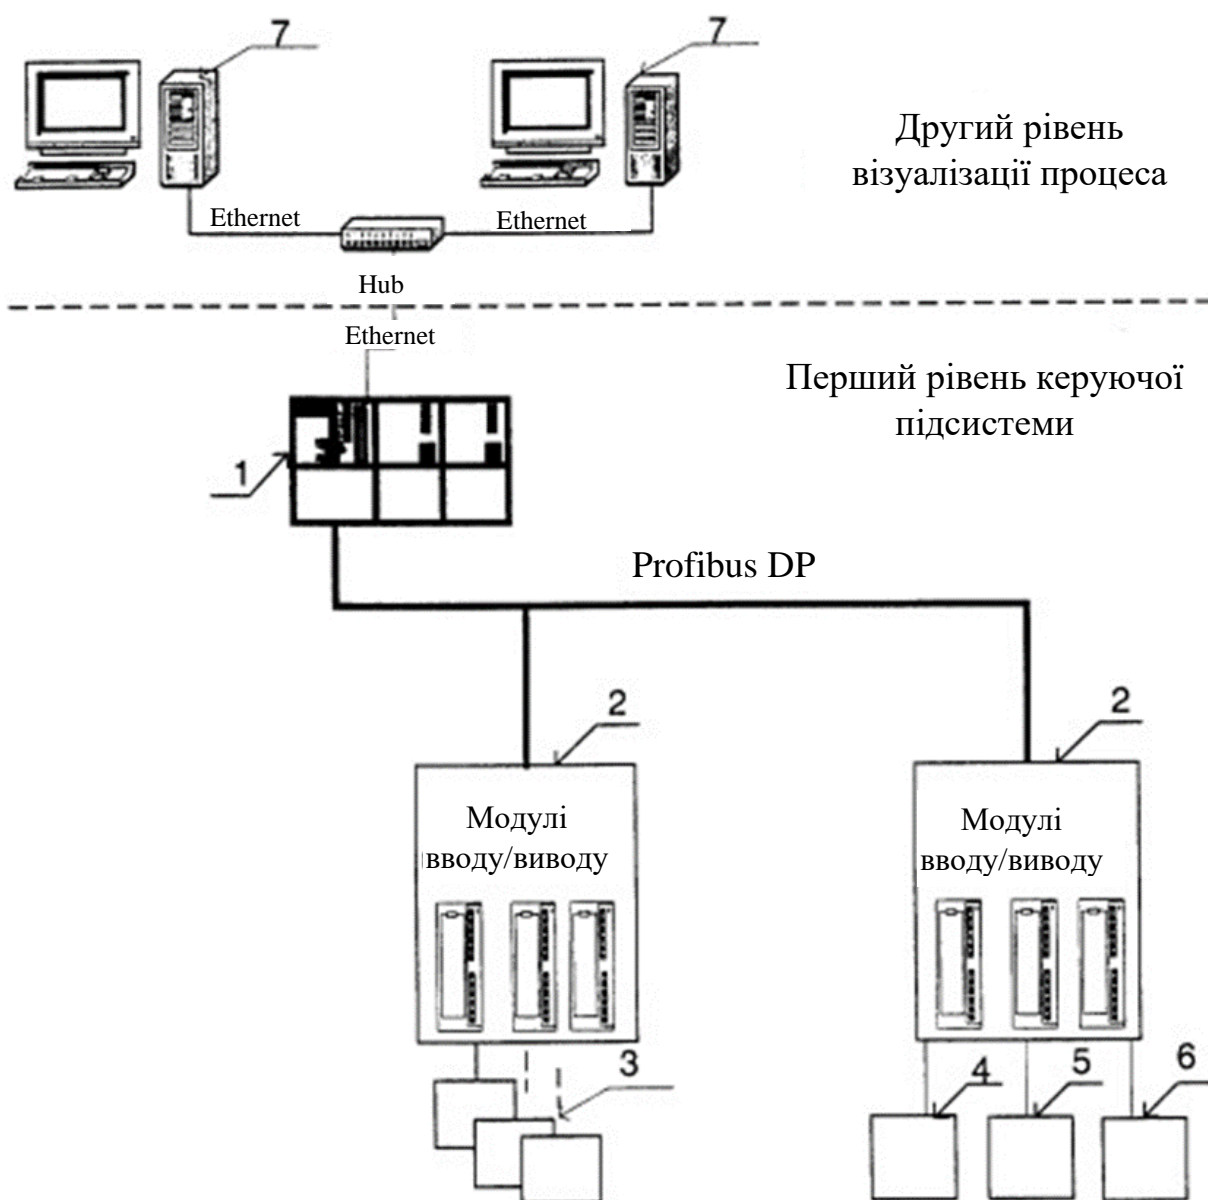 7
7
Другий рівень
візуалізації процеса
Ethernet
Ethernet
Hub
Ethernet
Перший рівень керуючої
підсистеми
1
Profibus DP
2
2
Модулі
вводу/виводу
Модулі
вводу/виводу
3
4
5
6